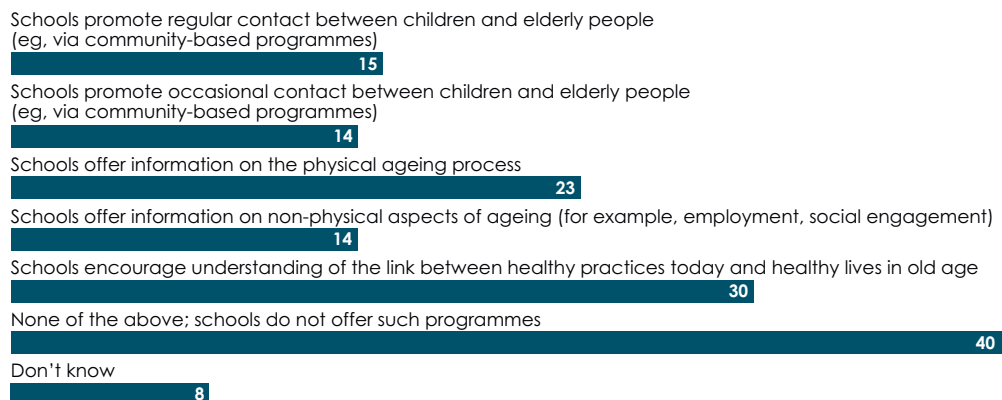 Schools promote regular contact between children and elderly people
(eg, via community-based programmes)
15
Schools promote occasional contact between children and elderly people
(eg, via community-based programmes)
14
Schools offer information on the physical ageing process
23
Schools offer information on non-physical aspects of ageing (for example, employment, social engagement)
14
Schools encourage understanding of the link between healthy practices today and healthy lives in old age
30
None of the above; schools do not offer such programmes
40
Don’t know
8